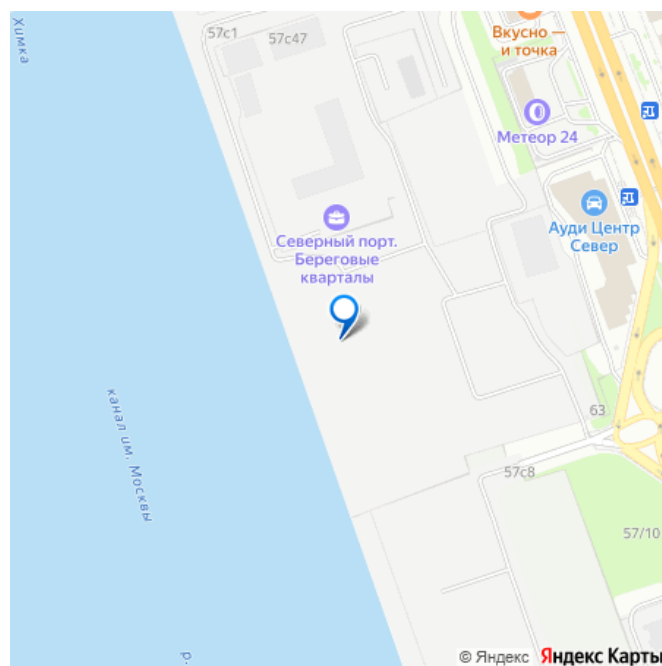 Химка
57с1
57с47
Вкусно —
и точка
Метеор 24
Ауди Центр
Север
Северный порт.
Береговые
кварталы
канал им. Москвы
63
57с8
57/10
р.
© Яндекс Яндекс Карты